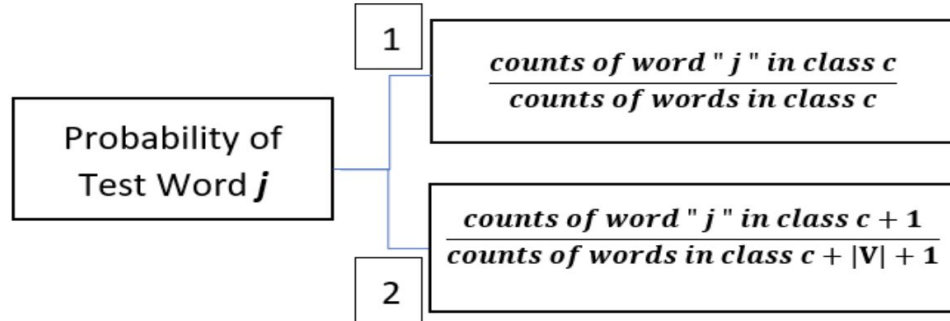 1
counts of word " j " in class c
counts of words in class c
Probability of
Test Word j
counts of word " j " in class c + 1
counts of words in class c + |V| + 1
2